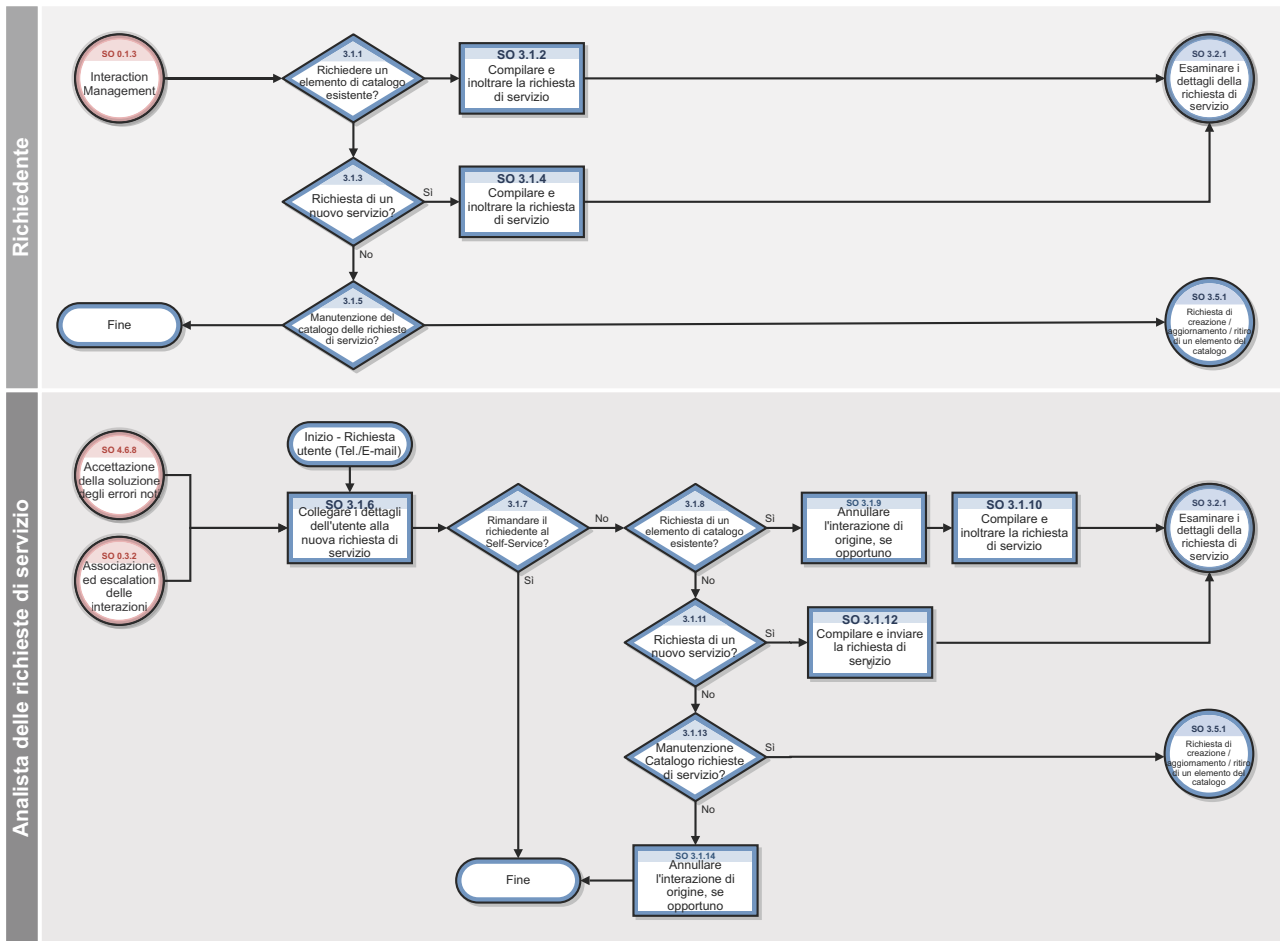 Richiedente
SO 0.1.3
Interaction
Management
3.1.1
Richiedere un
elemento di catalogo
esistente?
SO 3.1.2
Compilare e
inoltrare la richiesta
di servizio
SO 3.2.1
Esaminare i
dettagli della
richiesta di
servizio
3.1.3
Richiesta di un
nuovo servizio?
Sì
SO 3.1.4
Compilare e
inoltrare la richiesta
di servizio
No
Fine
3.1.5
Manutenzione del
catalogo delle richieste
di servizio?
SO 3.5.1
Richiesta di
creazione /
aggiornamento / ritiro
di un elemento del
catalogo
Analista delle richieste di servizio
SO 4.6.8
Accettazione
della soluzione
degli errori noti
SO 0.3.2
Associazione
ed escalation
delle
interazioni
Inizio - Richiesta
utente (Tel./E-mail)
SO 3.1.6
Collegare i dettagli
dell'utente alla
nuova richiesta di
servizio
3.1.7
Rimandare il
richiedente al
Self-Service?
No
Sì
3.1.8
Richiesta di un
elemento di catalogo
esistente?
Sì
No
SO 3.1.9
Annullare
l'interazione di
origine, se
opportuno
SO 3.1.10
Compilare e
inoltrare la richiesta
di servizio
SO 3.2.1
Esaminare i
dettagli della
richiesta di
servizio
3.1.11
Richiesta di un
nuovo servizio?
Sì
No
SO 3.1.12
Compilare e inviare
la richiesta di
servizio
3.1.13
Manutenzione
Catalogo richieste
di servizio?
Sì
No
SO 3.5.1
Richiesta di
creazione /
aggiornamento / ritiro
di un elemento del
catalogo
Fine
SO 3.1.14
Annullare
l'interazione di
origine, se
opportuno